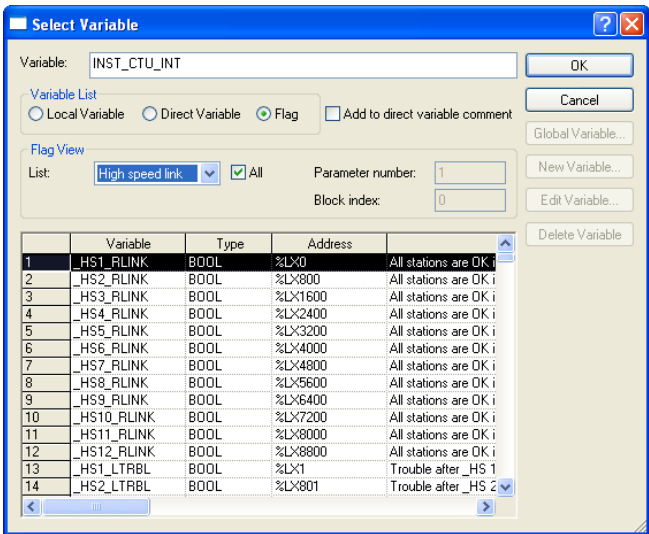 Select Variable
Variable: INST_CTU_INT
OK
Variable List
Local Variable Direct Variable Flag Add to direct variable comment
Cancel
Global Variable...
Flag View
List: High speed link All Parameter number: 1
New Variable...
Block index: 0
Edit Variable...
Delete Variable
Variable Type Address
1 _HS1_RLINK BOOL %LX0 All stations are OK i
2 _HS2_RLINK BOOL %LX800 All stations are OK i
3 _HS3_RLINK BOOL %LX1600 All stations are OK i
4 _HS4_RLINK BOOL %LX2400 All stations are OK i
5 _HS5_RLINK BOOL %LX3200 All stations are OK i
6 _HS6_RLINK BOOL %LX4000 All stations are OK i
7 _HS7_RLINK BOOL %LX4800 All stations are OK i
8 _HS8_RLINK BOOL %LX5600 All stations are OK i
9 _HS9_RLINK BOOL %LX6400 All stations are OK i
10 _HS10_RLINK BOOL %LX7200 All stations are OK i
11 _HS11_RLINK BOOL %LX8000 All stations are OK i
12 _HS12_RLINK BOOL %LX8800 All stations are OK i
13 _HS1_LTRBL BOOL %LX1 Trouble after _HS 1
14 _HS2_LTRBL BOOL %LX801 Trouble after _HS 2